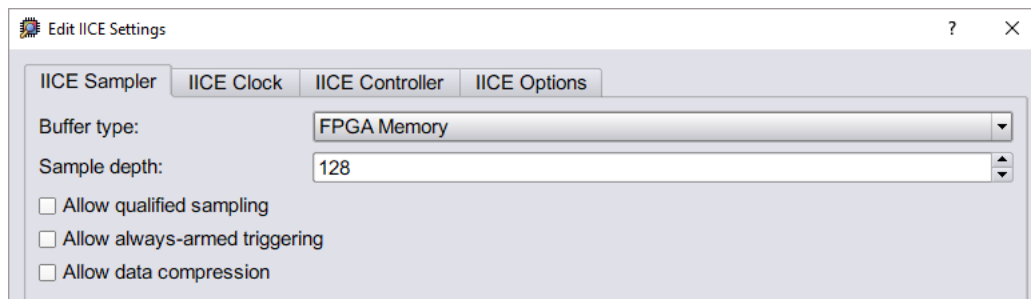 Edit IICE Settings ?
IICE Sampler IICE Clock IICE Controller IICE Options
Buffer type: FPGA Memory
Sample depth: 128
Allow qualified sampling
Allow always-armed triggering
Allow data compression